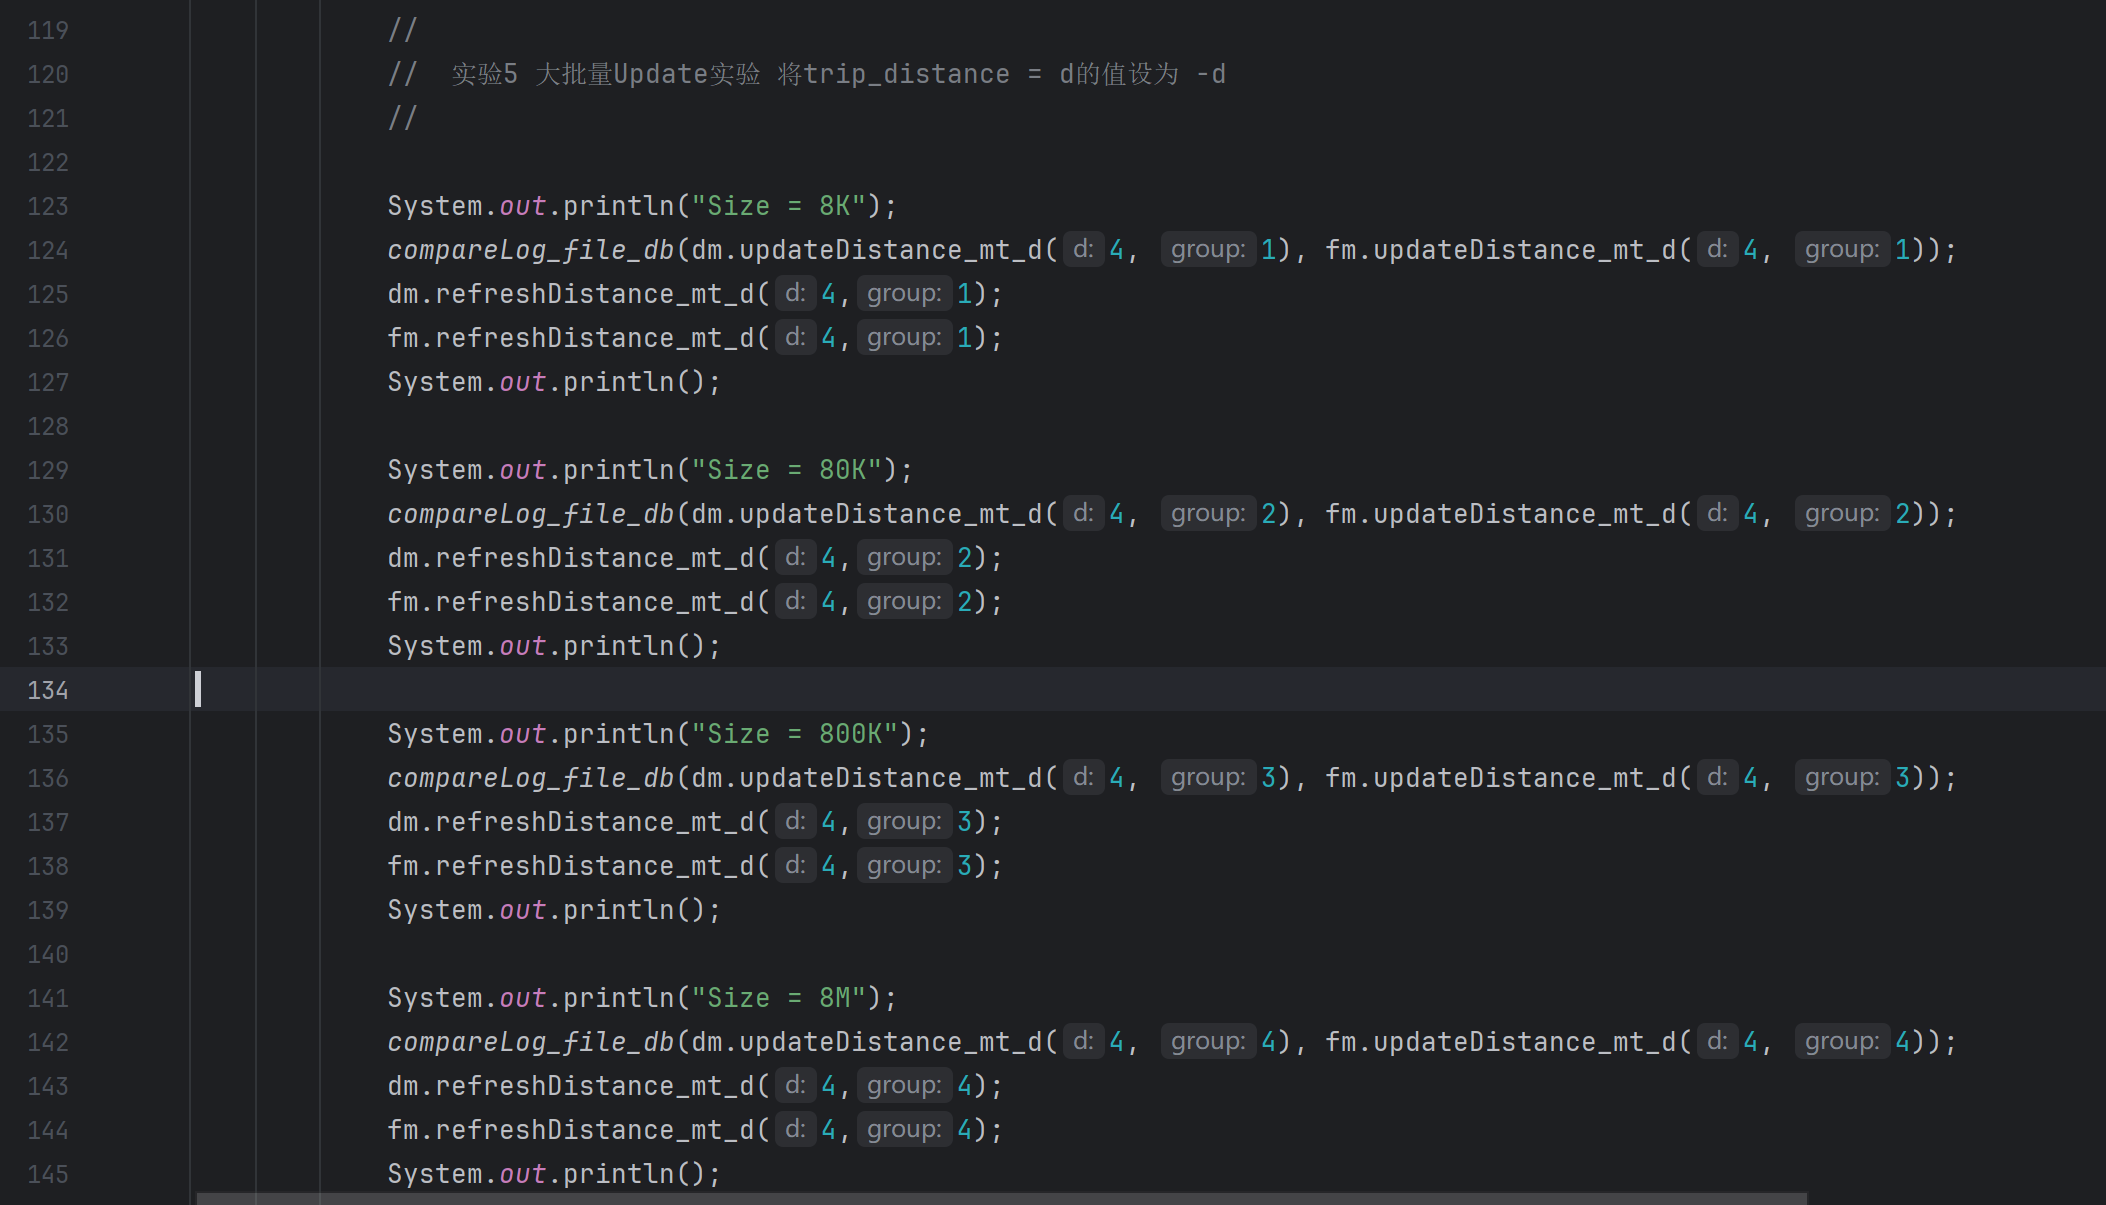 119 //
120 //  实验5 大批量Update实验 将trip_distance = d的值设为 -d
121 //
122
123 System.out.println("Size = 8K");
124 compareLog_file_db(dm.updateDistance_mt_d( d: 4, group: 1), fm.updateDistance_mt_d( d: 4, group: 1));
125 dm.refreshDistance_mt_d( d: 4, group: 1);
126 fm.refreshDistance_mt_d( d: 4, group: 1);
127 System.out.println();
128
129 System.out.println("Size = 80K");
130 compareLog_file_db(dm.updateDistance_mt_d( d: 4, group: 2), fm.updateDistance_mt_d( d: 4, group: 2));
131 dm.refreshDistance_mt_d( d: 4, group: 2);
132 fm.refreshDistance_mt_d( d: 4, group: 2);
133 System.out.println();
134
135 System.out.println("Size = 800K");
136 compareLog_file_db(dm.updateDistance_mt_d( d: 4, group: 3), fm.updateDistance_mt_d( d: 4, group: 3));
137 dm.refreshDistance_mt_d( d: 4, group: 3);
138 fm.refreshDistance_mt_d( d: 4, group: 3);
139 System.out.println();
140
141 System.out.println("Size = 8M");
142 compareLog_file_db(dm.updateDistance_mt_d( d: 4, group: 4), fm.updateDistance_mt_d( d: 4, group: 4));
143 dm.refreshDistance_mt_d( d: 4, group: 4);
144 fm.refreshDistance_mt_d( d: 4, group: 4);
145 System.out.println();